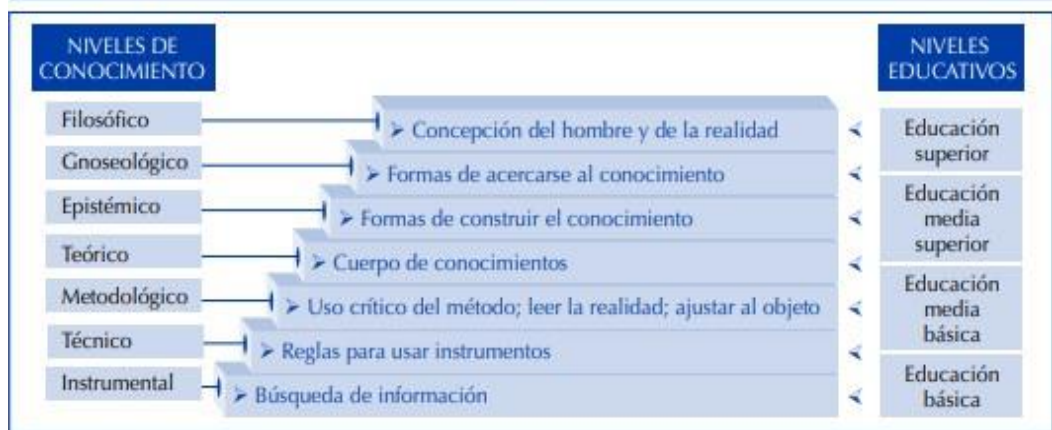 NIVELES DE
CONOCIMIENTO
Filosófico
Gnoseológico
Epistémico
Teórico
Metodológico
Técnico
Instrumental
➤ Concepción del hombre y de la realidad
➤ Formas de acercarse al conocimiento
➤ Formas de construir el conocimiento
➤ Cuerpo de conocimientos
➤ Uso crítico del método; leer la realidad; ajustar al objeto
➤ Reglas para usar instrumentos
➤ Búsqueda de información
NIVELES
EDUCATIVOS
Educación
superior
Educación
media
superior
Educación
media
básica
Educación
básica